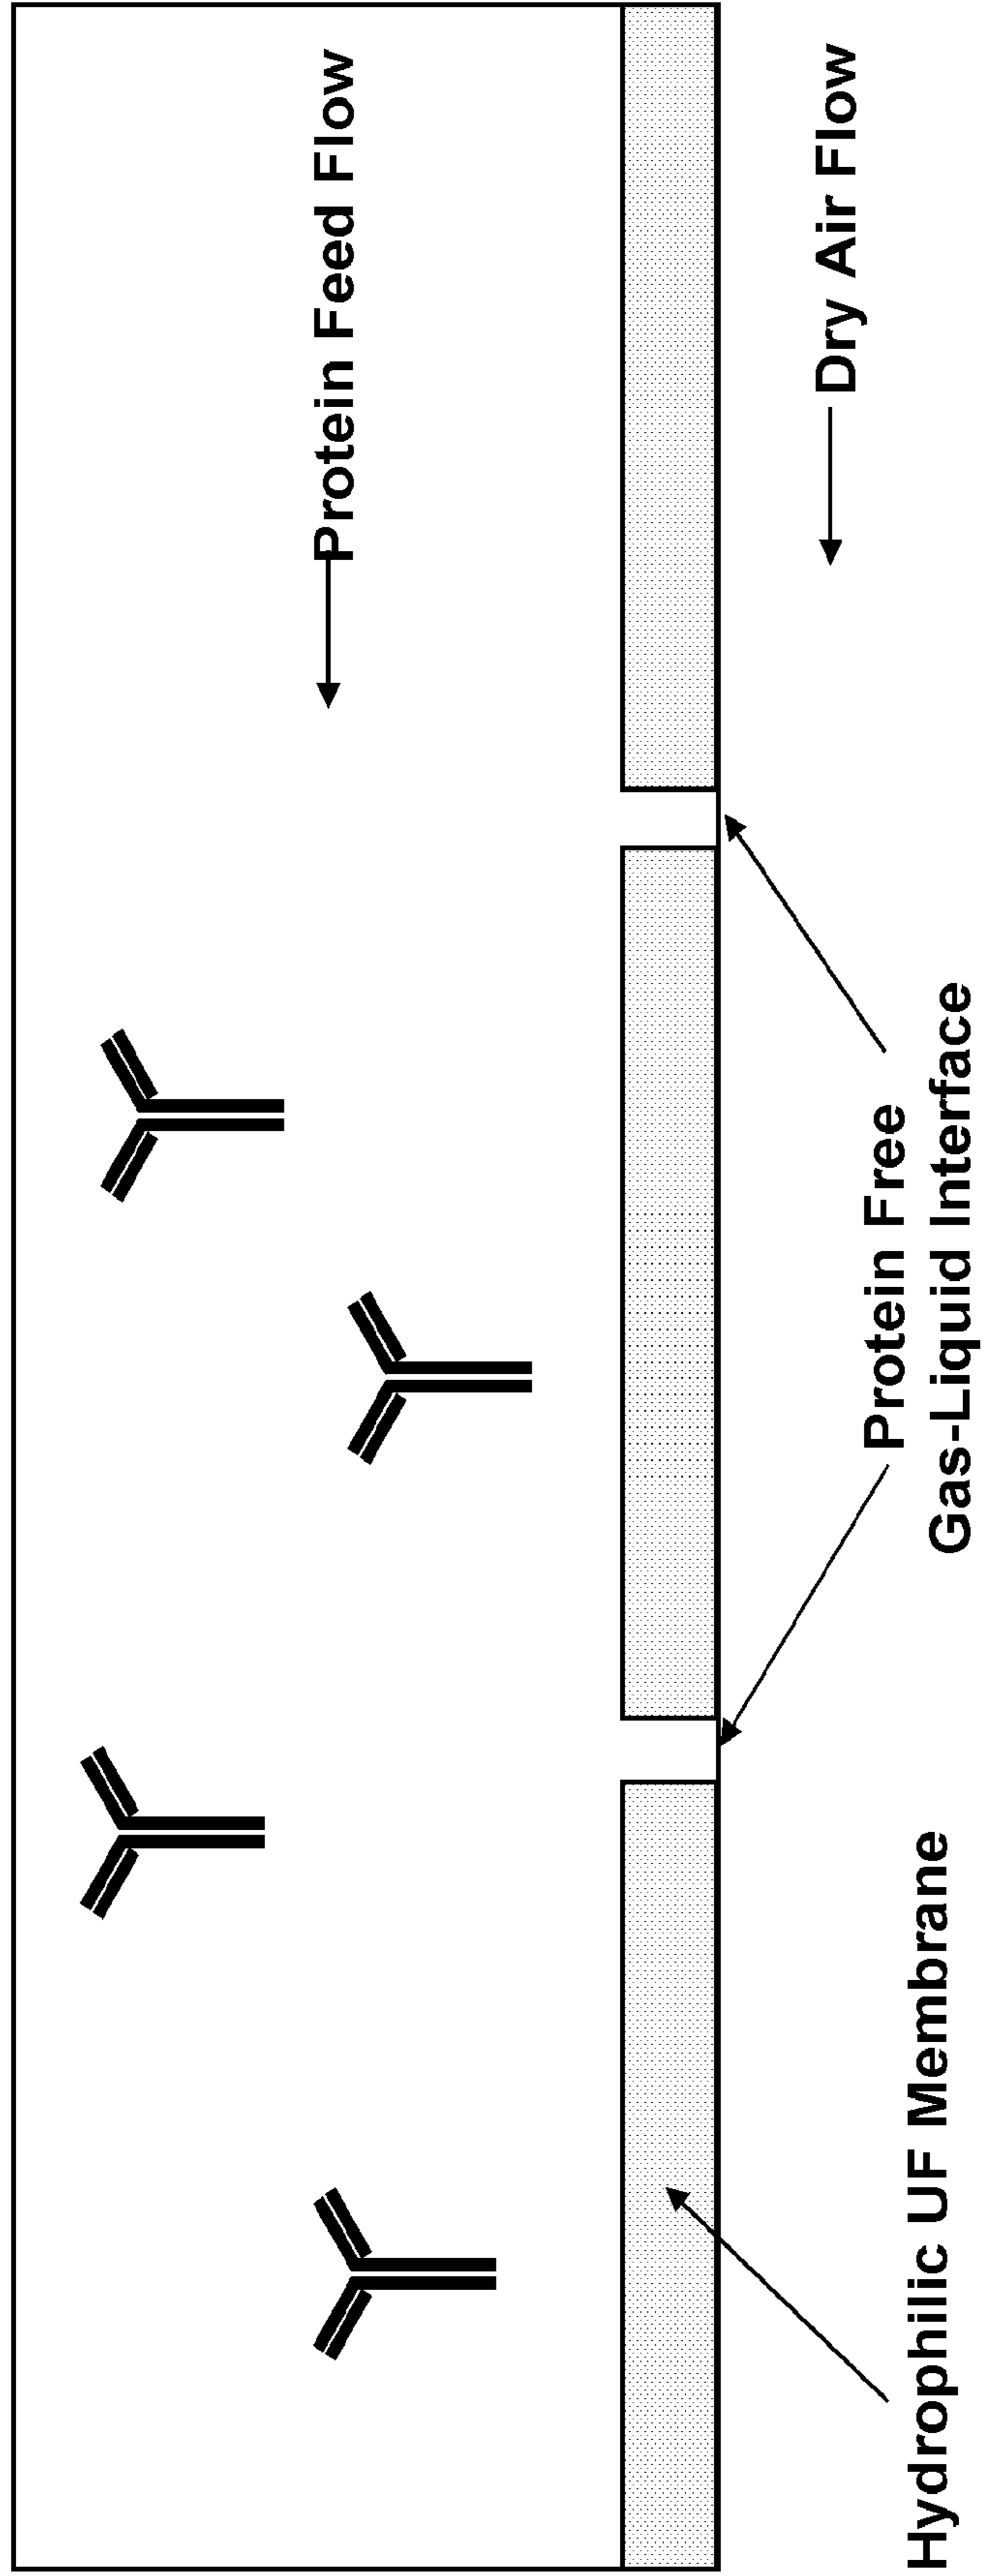 Protein Feed Flow
Dry Air Flow
Protein Free
Gas-Liquid Interface
Hydrophilic UF Membrane